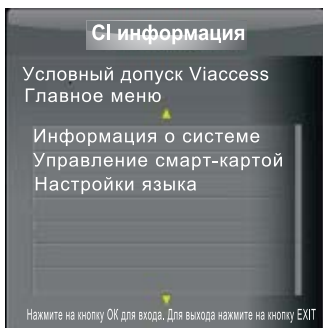 CI информация
Условный допуск Viaccess
Главное меню
Информация о системе
Управление смарт-картой
Настройки языка
Нажмите на кнопку OK для входа. Для выхода нажмите на кнопку EXIT